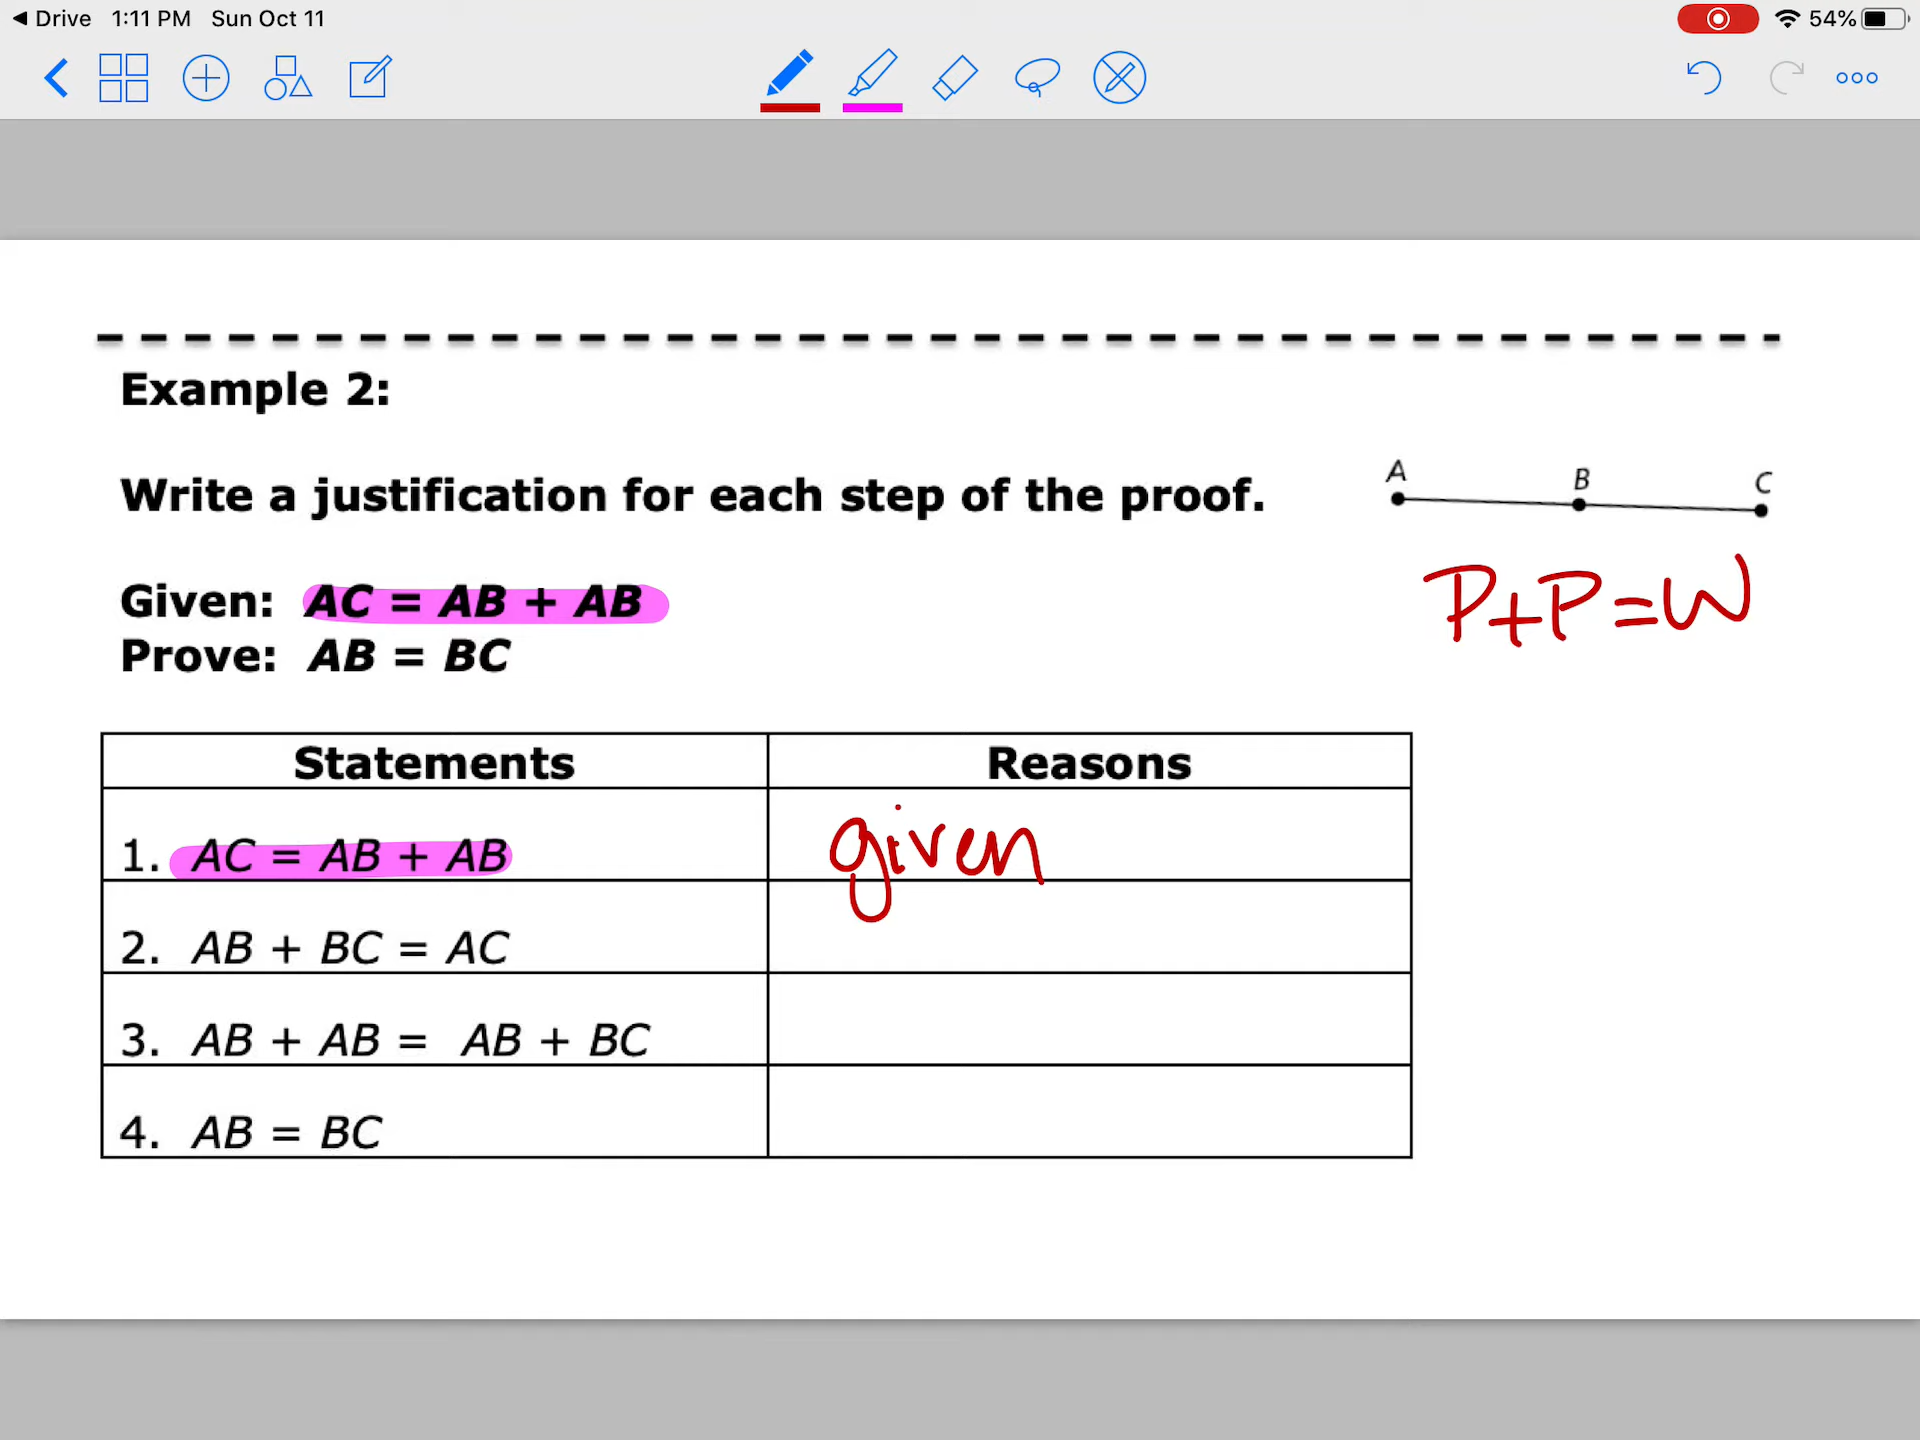 Drive 1:11 PM Sun Oct 11 54%
Example 2:
Write a justification for each step of the proof.
A B C
Given: AC = AB + AB
P+P=W
Prove: AB = BC
Statements Reasons
1. AC = AB + AB given
2. AB + BC = AC
3. AB + AB = AB + BC
4. AB = BC